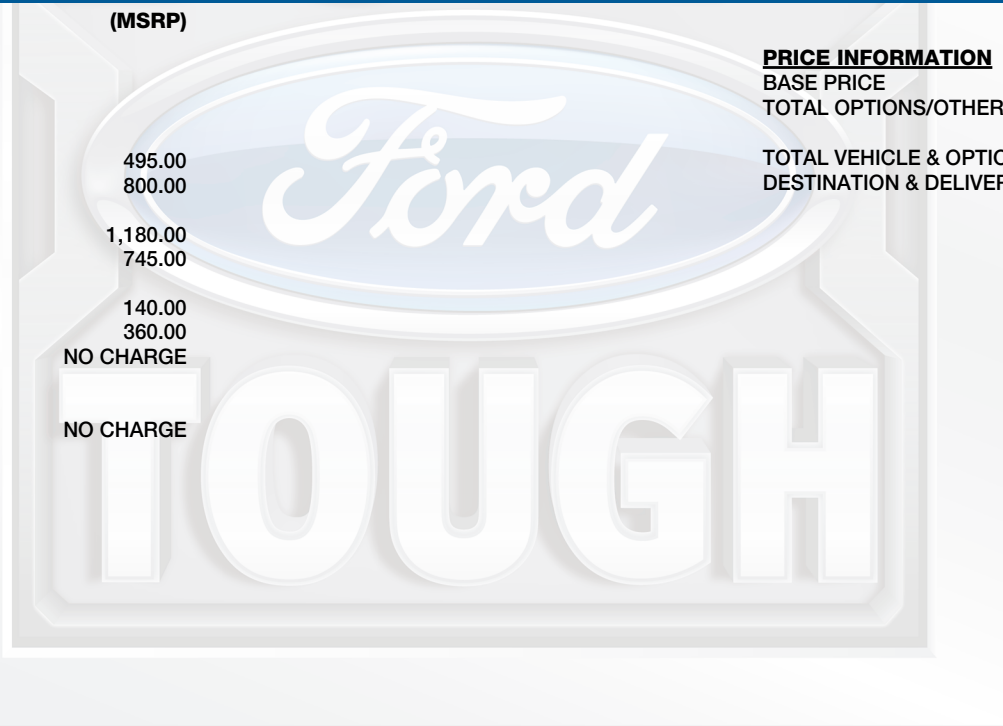 (MSRP)
495.00
800.00
1,180.00
745.00
140.00
360.00
NO CHARGE
NO CHARGE
PRICE INFORMATION
BASE PRICE
TOTAL OPTIONS/OTHER
TOTAL VEHICLE & OPTIO
DESTINATION & DELIVER
Ford
TOUGH